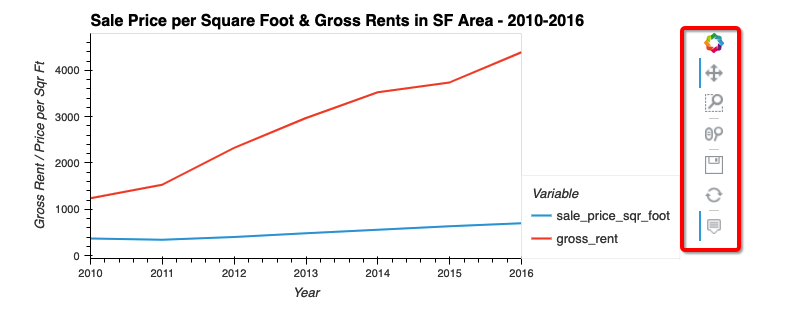 Sale Price per Square Foot & Gross Rents in SF Area - 2010-2016
Gross Rent / Price per Sqr Ft
4000
3000
2000
1000
0
2010 2011 2012 2013 2014 2015 2016
Year
Variable
sale_price_sqr_foot
gross_rent